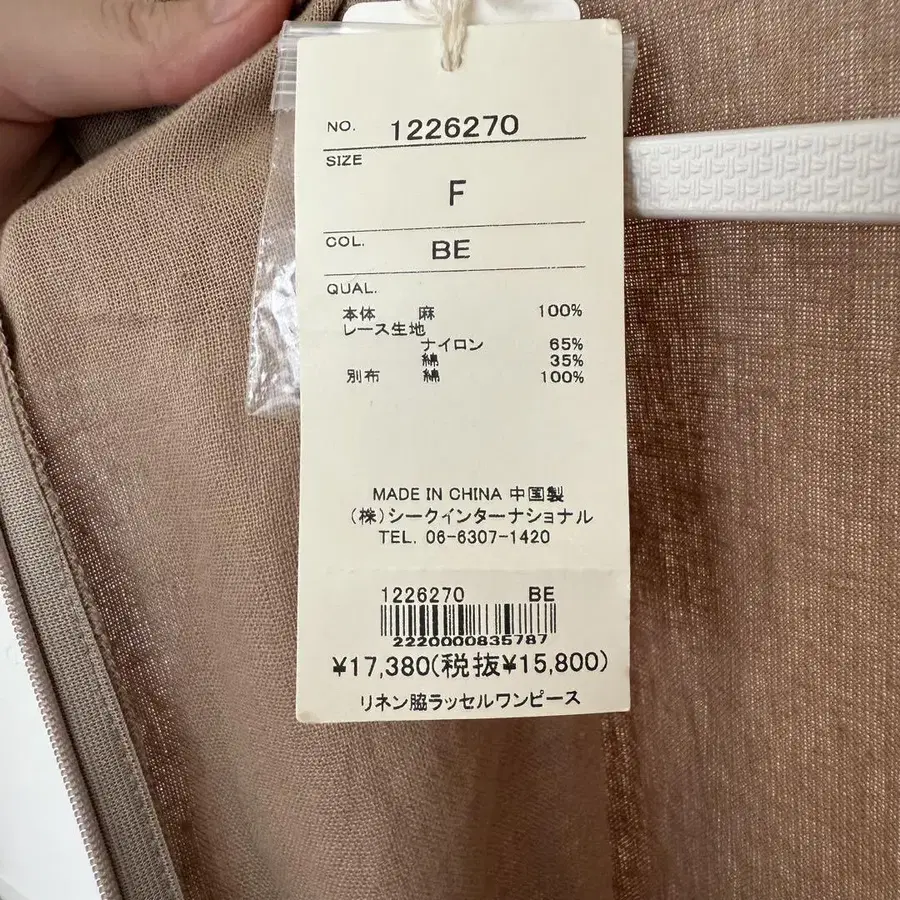 NO. 1226270
SIZE
F
COL. BE
QUAL.
本体 麻 100%
レース生地
ナイロン 65%
綿 35%
別布 綿 100%
MADE IN CHINA 中国製
(株)シークインターナショナル
TEL. 06-6307-1420
1226270 BE
2220000835787
¥17,380(税抜¥15,800)
リネン脇ラッセルワンピース